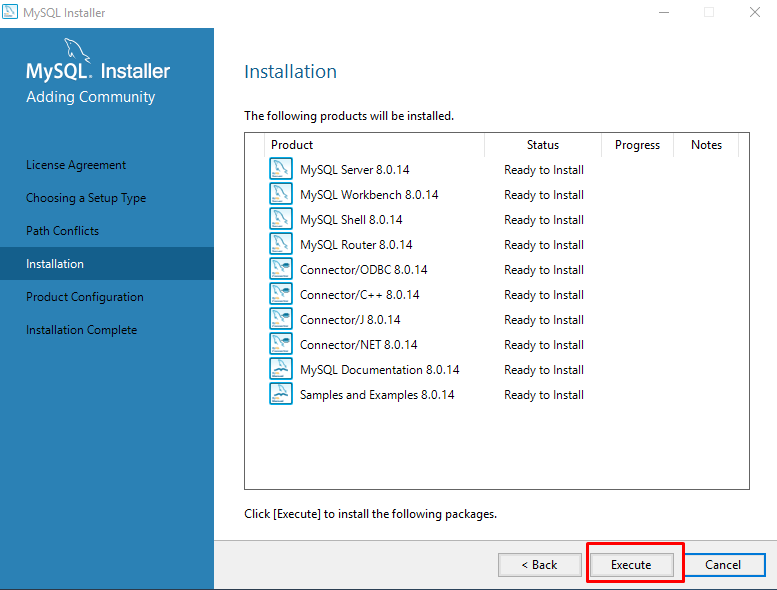 MySQL Installer
MySQL. Installer
Adding Community
License Agreement
Choosing a Setup Type
Path Conflicts
Installation
Product Configuration
Installation Complete
Installation
The following products will be installed.
Product Status Progress Notes
MySQL Server 8.0.14 Ready to Install
MySQL Workbench 8.0.14 Ready to Install
MySQL Shell 8.0.14 Ready to Install
MySQL Router 8.0.14 Ready to Install
Connector/ODBC 8.0.14 Ready to Install
Connector/C++ 8.0.14 Ready to Install
Connector/J 8.0.14 Ready to Install
Connector/NET 8.0.14 Ready to Install
MySQL Documentation 8.0.14 Ready to Install
Samples and Examples 8.0.14 Ready to Install
Click [Execute] to install the following packages.
< Back Execute Cancel